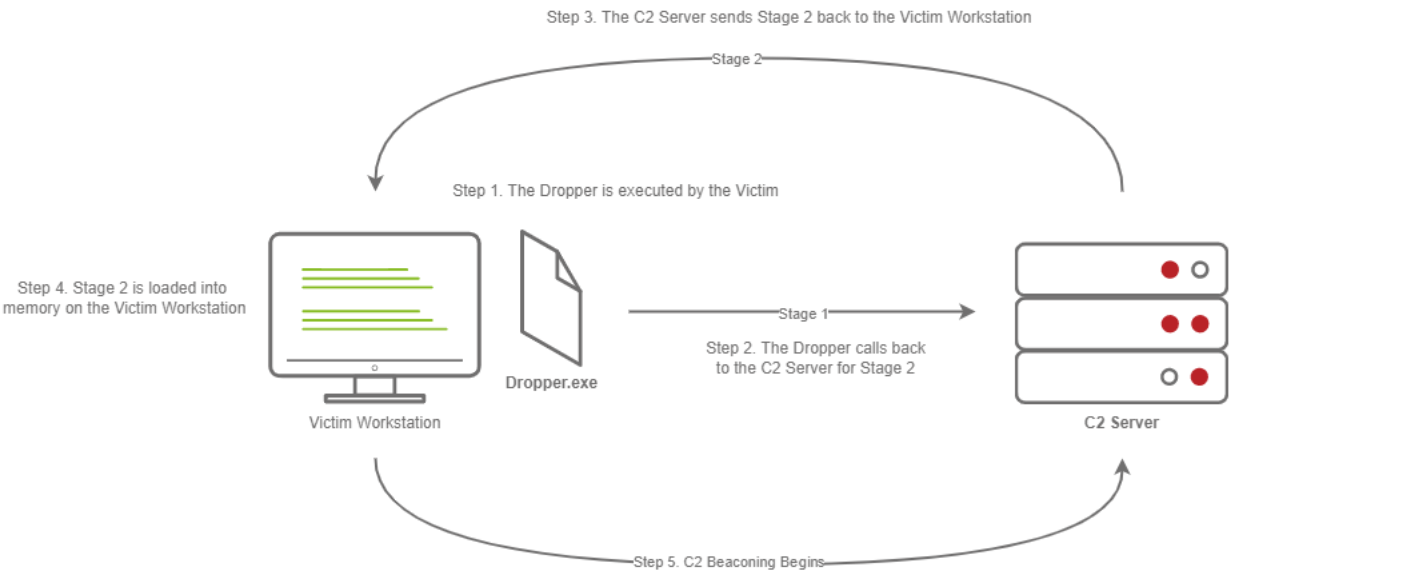 Step 3. The C2 Server sends Stage 2 back to the Victim Workstation
Stage 2
Step 1. The Dropper is executed by the Victim
Step 4. Stage 2 is loaded into
memory on the Victim Workstation
Stage 1
Step 2. The Dropper calls back
to the C2 Server for Stage 2
Dropper.exe
Victim Workstation
C2 Server
Step 5. C2 Beaconing Begins